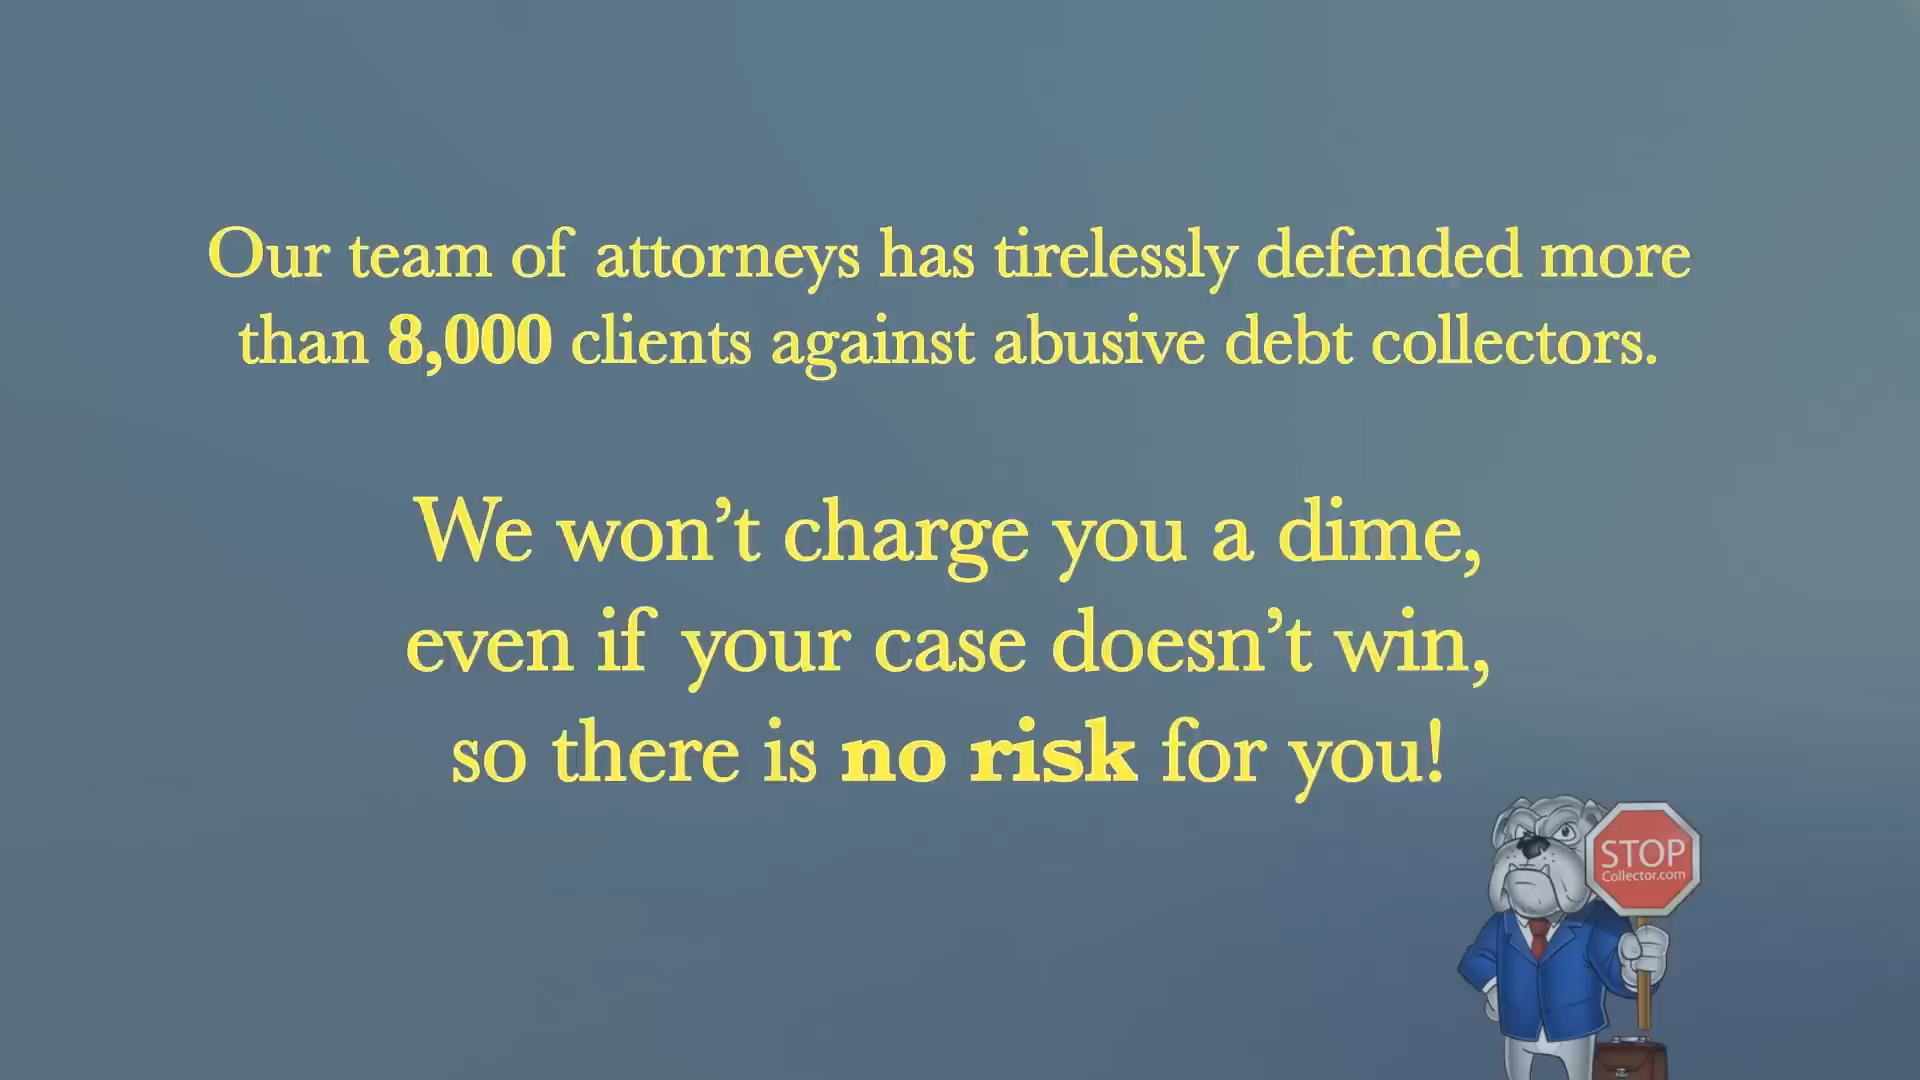 Our team of attorneys has tirelessly defended more
than 8,000 clients against abusive debt collectors.
We won’t charge you a dime,
even if your case doesn’t win,
so there is no risk for you!
STOP
Collector.com